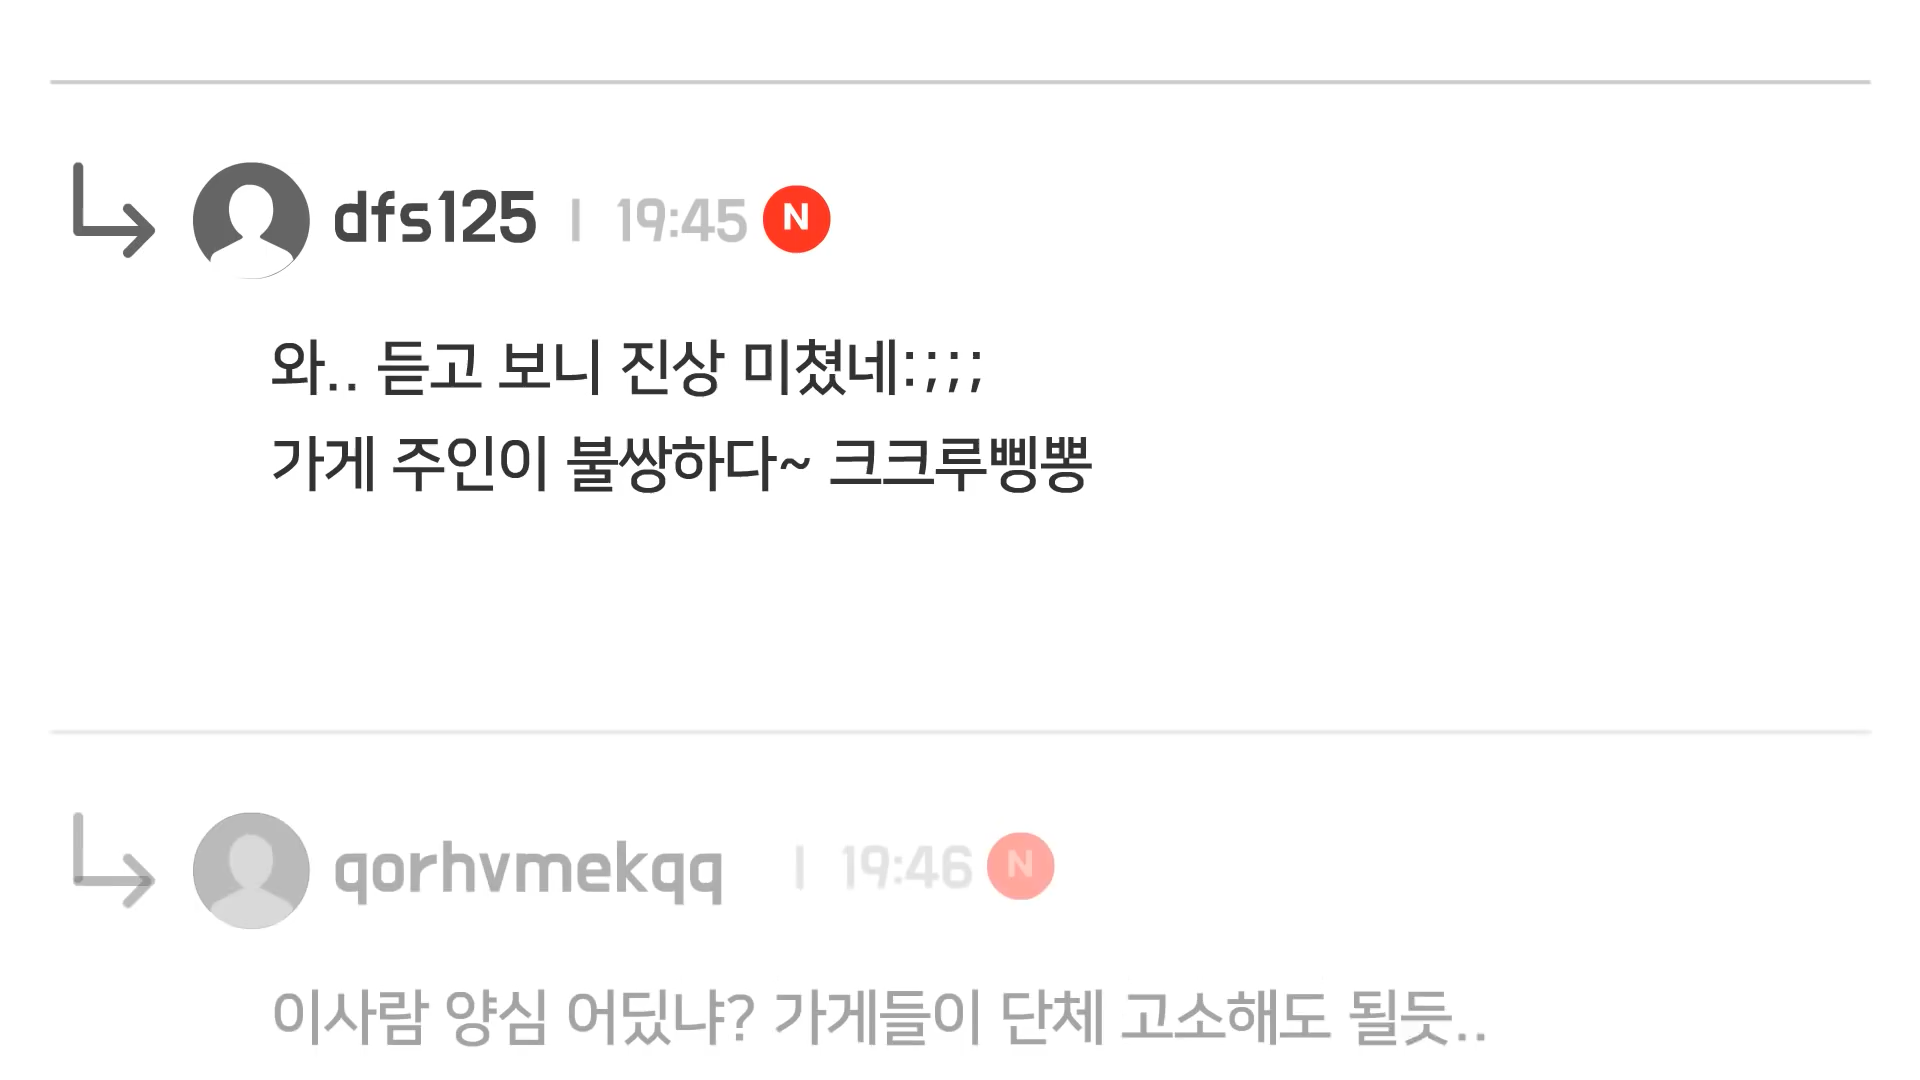 dfs125 | 19:45 N
와.. 듣고 보니 진상 미쳤네:;;;
가게 주인이 불쌍하다~ 크크루삥뽕
qorhvmekqq | 19:46 N
이사람 양심 어딨냐? 가게들이 단체 고소해도 될듯..